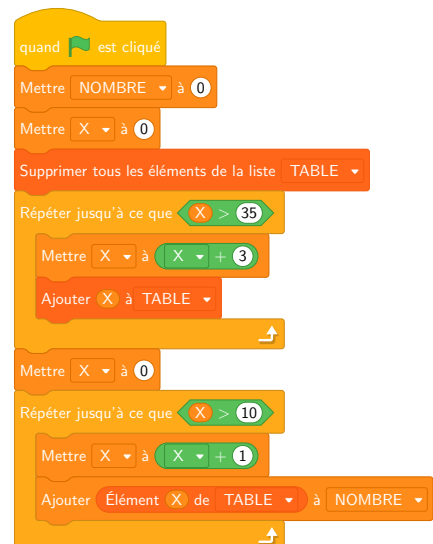 quand est cliqué
Mettre NOMBRE à 0
Mettre X à 0
Supprimer tous les éléments de la liste TABLE
Répéter jusqu'à ce que X > 35
Mettre X à X + 3
Ajouter X à TABLE
Mettre X à 0
Répéter jusqu'à ce que X > 10
Mettre X à X + 1
Ajouter Élément X de TABLE à NOMBRE